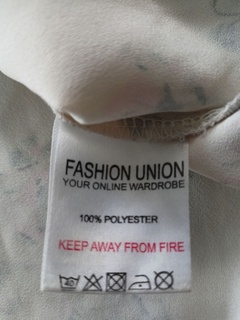 FASHION UNION
YOUR ONLINE WARDROBE
100% POLYESTER
KEEP AWAY FROM FIRE